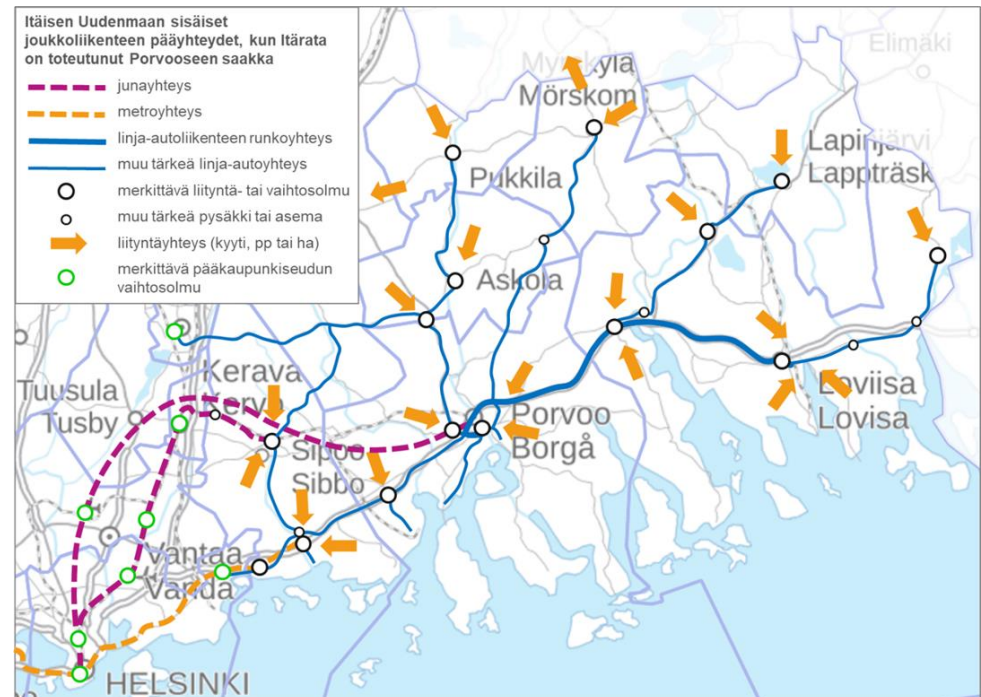 Itäisen Uudenmaan sisäiset
joukkoliikenteen pääyhteydet, kun Itärata
on toteutunut Porvooseen saakka
junayhteys
metroyhteys
linja-autoliikenteen runkoyhteys
muu tärkeä linja-autoyhteys
merkittävä liityntä- tai vaihtosolmu
muu tärkeä pysäkki tai asema
liityntäyhteys (kyyti, pp tai ha)
merkittävä pääkaupunkiseudun
vaihtosolmu
Elimäki
Mörskom
Lapinjärvi
Lappträsk
Pukkila
Askola
Kerava
Kervo
Tuusula
Tusby
Porvoo
Borgå
Loviisa
Lovisa
Sipoo
Sibbo
Vantaa
Vanda
HELSINKI